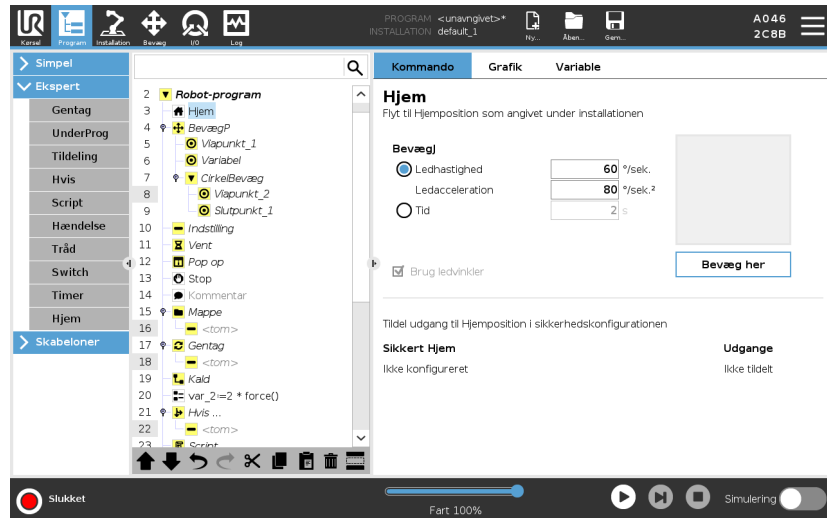 PROGRAM <unavngivet>*
INSTALLATION default_1
Kørsel
Program
Installation
Bevæg
I/O
Log
Ny...
Åben...
Gem...
A046
2C8B
Simpel
Ekspert
Gentag
UnderProg
Tildeling
Hvis
Script
Hændelse
Tråd
Switch
Timer
Hjem
Skabeloner
2 Robot-program
3 Hjem
4 BevægP
5 Viapunkt_1
6 Variabel
7 CirkelBevæg
8 Viapunkt_2
9 Slutpunkt_1
10 Indstilling
11 Vent
12 Pop op
13 Stop
14 Kommentar
15 Mappe
16 <tom>
17 Gentag
18 <tom>
19 Kald
20 var_2≔2 * force()
21 Hvis ...
22 <tom>
23 Script
Kommando Grafik Variable
Hjem
Flyt til Hjemposition som angivet under installationen
BevægJ
Ledhastighed 60 °/sek.
Ledacceleration 80 °/sek.²
Tid 2 s
Brug ledvinkler
Bevæg her
Tildel udgang til Hjemposition i sikkerhedskonfigurationen
Sikkert Hjem Udgange
Ikke konfigureret Ikke tildelt
Slukket
Fart 100%
Simulering